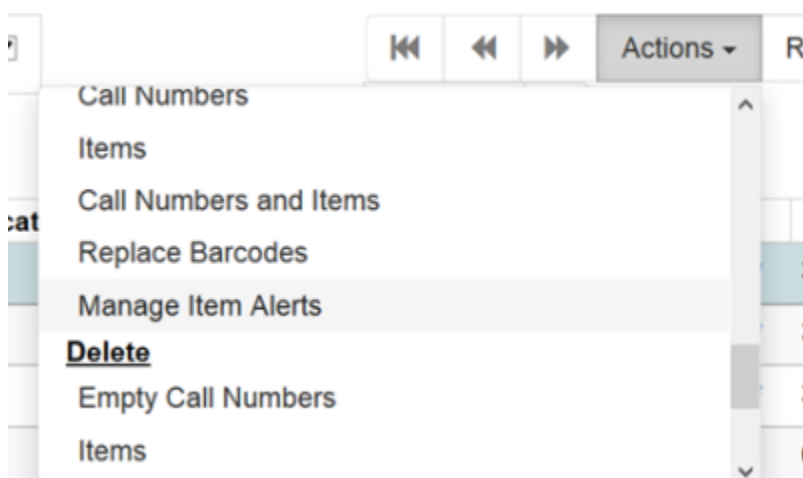 Actions
Call Numbers
Items
Call Numbers and Items
Replace Barcodes
Manage Item Alerts
Delete
Empty Call Numbers
Items